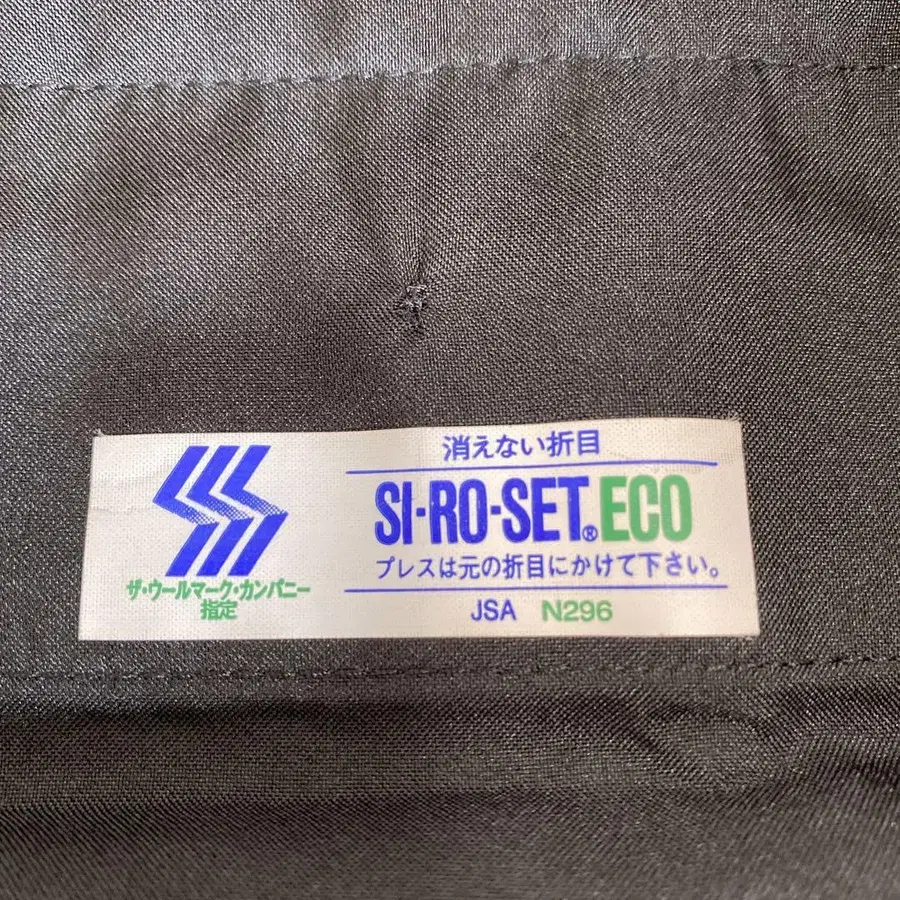 消えない折目
SI-RO-SET® ECO
プレスは元の折目にかけて下さい。
JSA N296
ザ・ウールマーク・カンパニー
指定